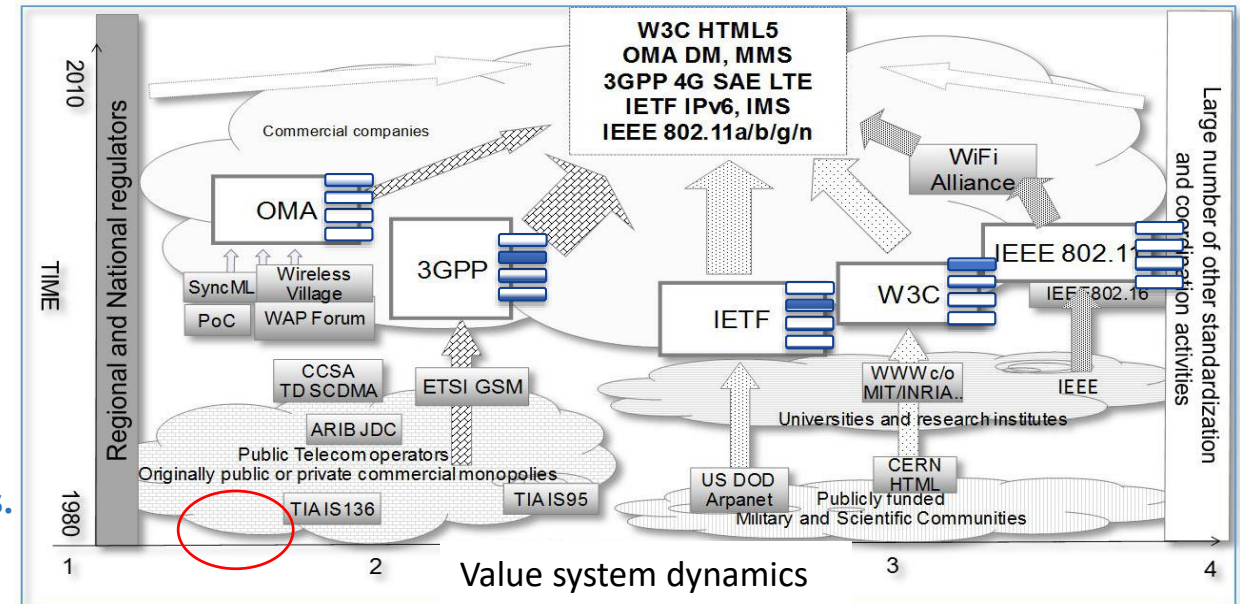 W3C HTML5
OMA DM, MMS
3GPP 4G SAE LTE
IETF IPv6, IMS
IEEE 802.11a/b/g/n
2010
TIME
1980
Regional and National regulators
Large number of other standardization
and coordination activities
Commercial companies
WiFi
Alliance
OMA
3GPP
IEEE 802.11
IEEE802.16
W3C
IETF
SyncML
Wireless
Village
PoC
WAP Forum
CCSA
TD SCDMA
ETSI GSM
WWW c/o
MIT/INRIA..
IEEE
Universities and research institutes
ARIB JDC
Public Telecom operators
Originally public or private commercial monopolies
TIA IS136
TIA IS95
US DOD
Arpanet
CERN
HTML
Publicly funded
Military and Scientific Communities
s.
1
2
Value system dynamics
3
4